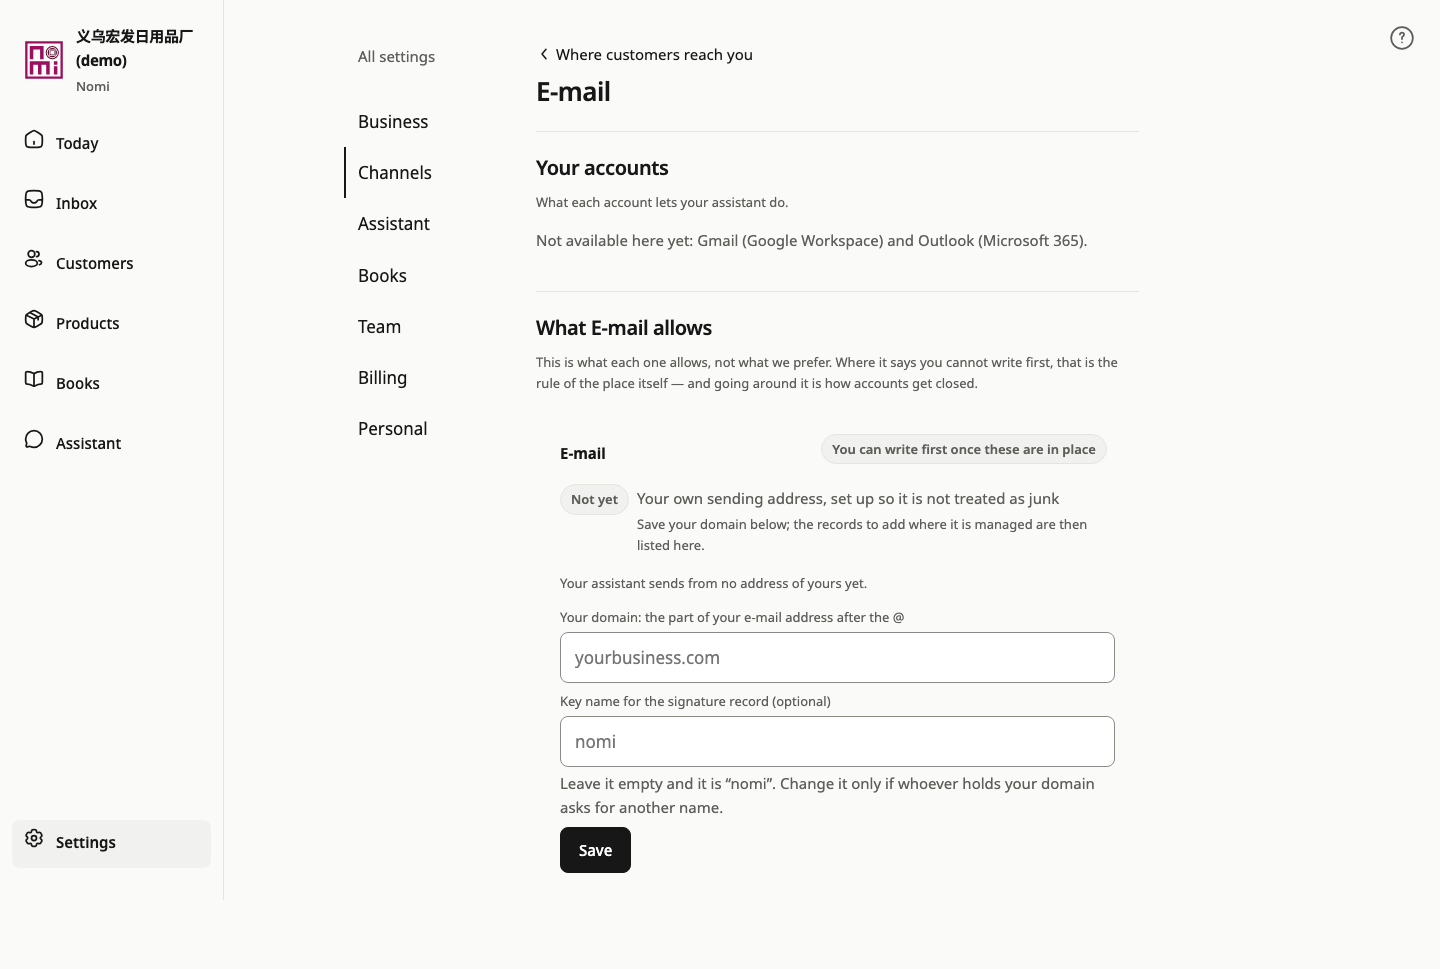 义乌宏发日用品厂
(demo)
Nomi
Today
Inbox
Customers
Products
Books
Assistant
Settings
All settings
Business
Channels
Assistant
Books
Team
Billing
Personal
Where customers reach you
E-mail
Your accounts
What each account lets your assistant do.
Not available here yet: Gmail (Google Workspace) and Outlook (Microsoft 365).
What E-mail allows
This is what each one allows, not what we prefer. Where it says you cannot write first, that is the
rule of the place itself — and going around it is how accounts get closed.
E-mail
You can write first once these are in place
Not yet
Your own sending address, set up so it is not treated as junk
Save your domain below; the records to add where it is managed are then
listed here.
Your assistant sends from no address of yours yet.
Your domain: the part of your e-mail address after the @
yourbusiness.com
Key name for the signature record (optional)
nomi
Leave it empty and it is “nomi”. Change it only if whoever holds your domain
asks for another name.
Save